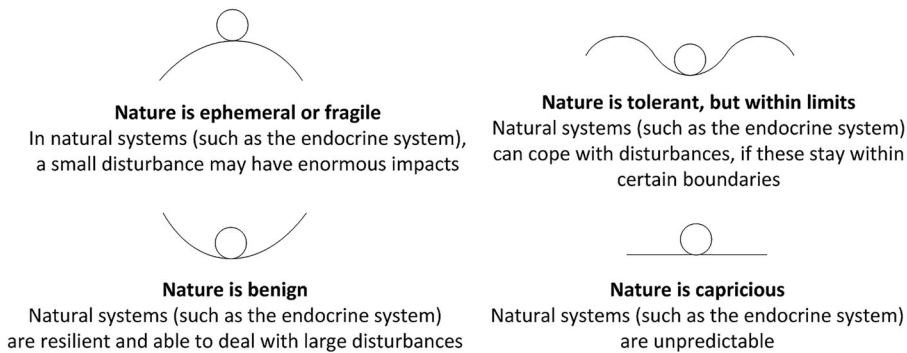 Nature is ephemeral or fragile
In natural systems (such as the endocrine system),
a small disturbance may have enormous impacts
Nature is tolerant, but within limits
Natural systems (such as the endocrine system)
can cope with disturbances, if these stay within
certain boundaries
Nature is benign
Natural systems (such as the endocrine system)
are resilient and able to deal with large disturbances
Nature is capricious
Natural systems (such as the endocrine system)
are unpredictable